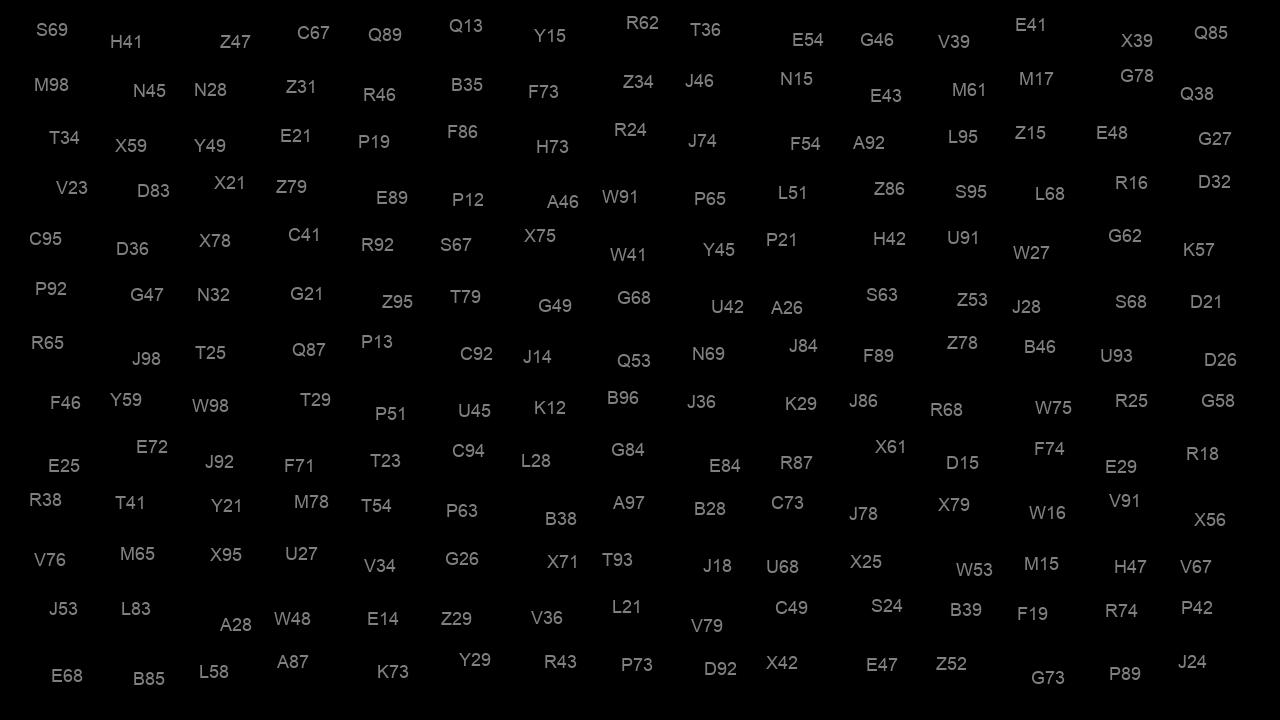 S69 H41 Z47 C67 Q89 Q13 Y15 R62 T36 E54 G46 V39 E41 X39 Q85
M98 N45 N28 Z31 R46 B35 F73 Z34 J46 N15 E43 M61 M17 G78 Q38
T34 X59 Y49 E21 P19 F86 H73 R24 J74 F54 A92 L95 Z15 E48 G27
V23 D83 X21 Z79 E89 P12 A46 W91 P65 L51 Z86 S95 L68 R16 D32
C95 D36 X78 C41 R92 S67 X75 W41 Y45 P21 H42 U91 W27 G62 K57
P92 G47 N32 G21 Z95 T79 G49 G68 U42 A26 S63 Z53 J28 S68 D21
R65 J98 T25 Q87 P13 C92 J14 Q53 N69 J84 F89 Z78 B46 U93 D26
F46 Y59 W98 T29 P51 U45 K12 B96 J36 K29 J86 R68 W75 R25 G58
E25 E72 J92 F71 T23 C94 L28 G84 E84 R87 X61 D15 F74 E29 R18
R38 T41 Y21 M78 T54 P63 B38 A97 B28 C73 J78 X79 W16 V91 X56
V76 M65 X95 U27 V34 G26 X71 T93 J18 U68 X25 W53 M15 H47 V67
J53 L83 A28 W48 E14 Z29 V36 L21 V79 C49 S24 B39 F19 R74 P42
E68 B85 L58 A87 K73 Y29 R43 P73 D92 X42 E47 Z52 G73 P89 J24